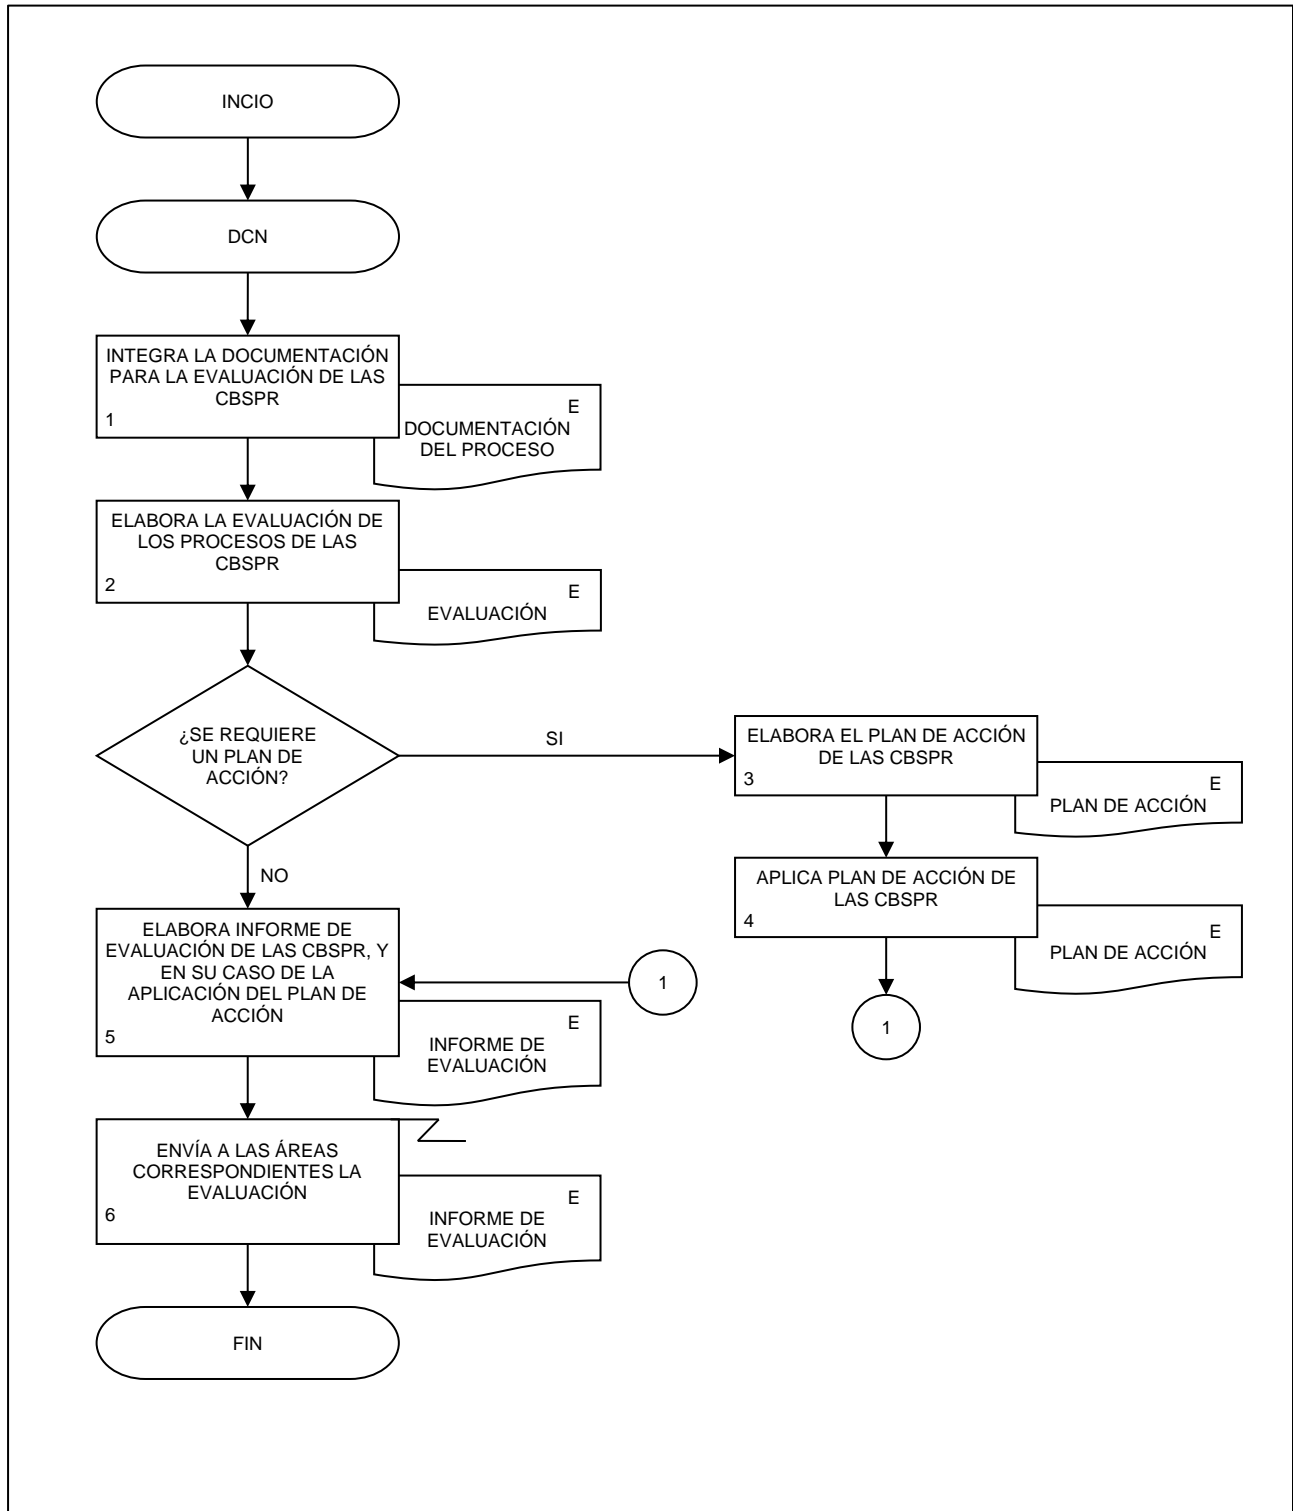 INCIO
DCN
INTEGRA LA DOCUMENTACIÓN
PARA LA EVALUACIÓN DE LAS
CBSPR
1
E
DOCUMENTACIÓN
DEL PROCESO
ELABORA LA EVALUACIÓN DE
LOS PROCESOS DE LAS
CBSPR
2
E
EVALUACIÓN
¿SE REQUIERE
UN PLAN DE
ACCIÓN?
SI
ELABORA EL PLAN DE ACCIÓN
DE LAS CBSPR
3
E
PLAN DE ACCIÓN
APLICA PLAN DE ACCIÓN DE
LAS CBSPR
4
E
PLAN DE ACCIÓN
1
NO
ELABORA INFORME DE
EVALUACIÓN DE LAS CBSPR, Y
EN SU CASO DE LA
APLICACIÓN DEL PLAN DE
ACCIÓN
5
1
E
INFORME DE
EVALUACIÓN
ENVÍA A LAS ÁREAS
CORRESPONDIENTES LA
EVALUACIÓN
6
E
INFORME DE
EVALUACIÓN
FIN